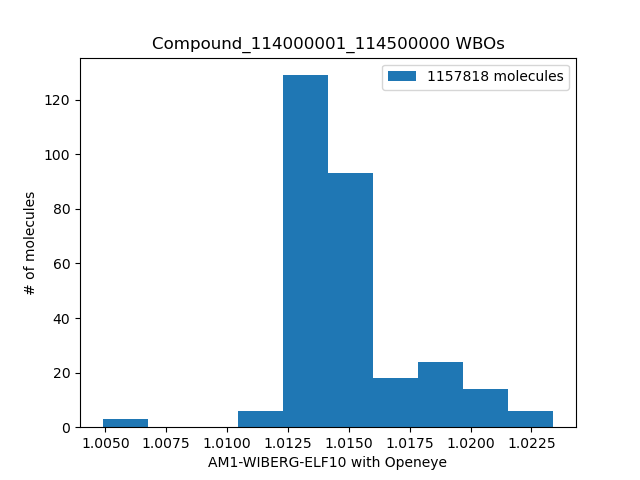 Compound_114000001_114500000 WBOs
1157818 molecules
# of molecules
120
100
80
60
40
20
0
1.0050 1.0075 1.0100 1.0125 1.0150 1.0175 1.0200 1.0225
AM1-WIBERG-ELF10 with Openeye